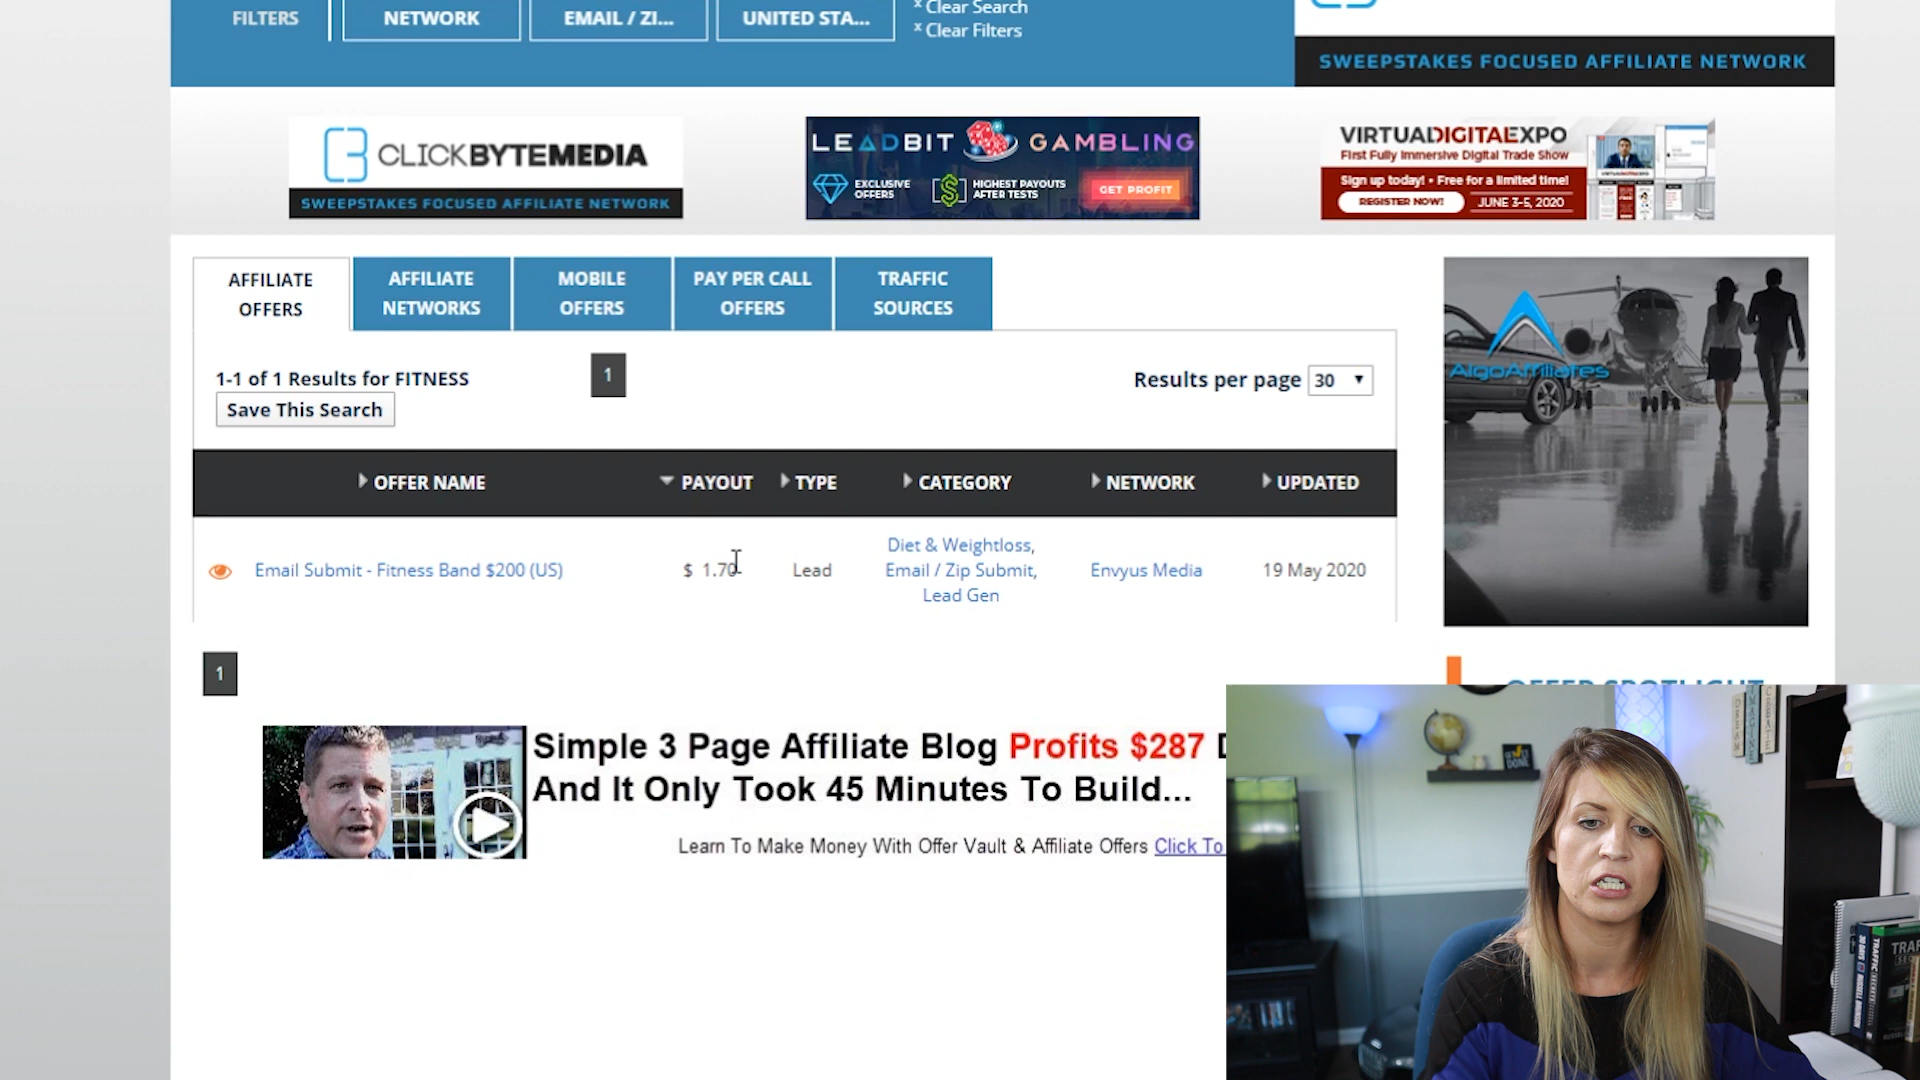 FILTERS
NETWORK
EMAIL / ZI...
UNITED STA...
x Clear Search
x Clear Filters
SWEEPSTAKES FOCUSED AFFILIATE NETWORK
CLICKBYTEMEDIA
SWEEPSTAKES FOCUSED AFFILIATE NETWORK
LEADBIT GAMBLING
EXCLUSIVE OFFERS
HIGHEST PAYOUTS AFTER TESTS
GET PROFIT
VIRTUALDIGITALEXPO
First Fully Immersive Digital Trade Show
Sign up today! • Free for a limited time!
REGISTER NOW!
JUNE 3-5, 2020
AFFILIATE OFFERS
AFFILIATE NETWORKS
MOBILE OFFERS
PAY PER CALL OFFERS
TRAFFIC SOURCES
1-1 of 1 Results for FITNESS
1
Results per page 30
Save This Search
AlgoAffiliates
OFFER NAME PAYOUT TYPE CATEGORY NETWORK UPDATED
Email Submit - Fitness Band $200 (US)
$ 1.70
Lead
Diet & Weightloss,
Email / Zip Submit,
Lead Gen
Envyus Media
19 May 2020
1
OFFER SPOTLIGHT
Simple 3 Page Affiliate Blog Profits $287
And It Only Took 45 Minutes To Build...
Learn To Make Money With Offer Vault & Affiliate Offers Click To